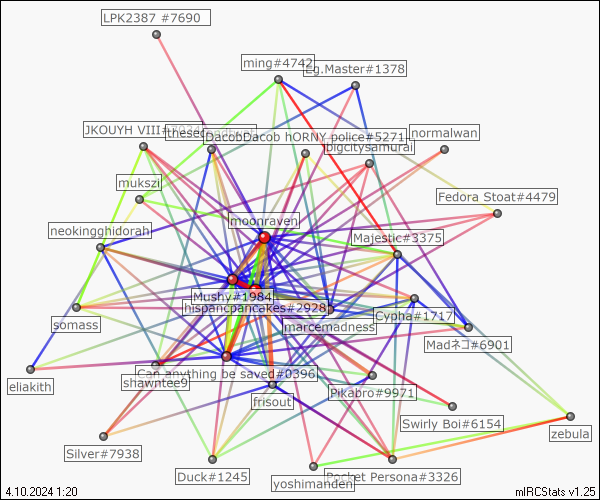 LPK2387 #7690
ming#4742
Eg.Master#1378
JKOUYH VIII#
DacobDacob hORNY police#5271
normalwan
bigcitysamurai
mukszi
Fedora Stoat#4479
moonraven
neokingghidorah
Majestic#3375
Mushy#1984
hispancpancakes#2928
Cypha#1717
somass
marcemadness
Madネコ#6901
Can anything be saved#0396
eliakith
shawntee9
Pikabro#9971
frisout
Swirly Boi#6154
zebula
Silver#7938
Duck#1245
Pocket Persona#3326
yoshimanden
4.10.2024 1:20
mIRCStats v1.25